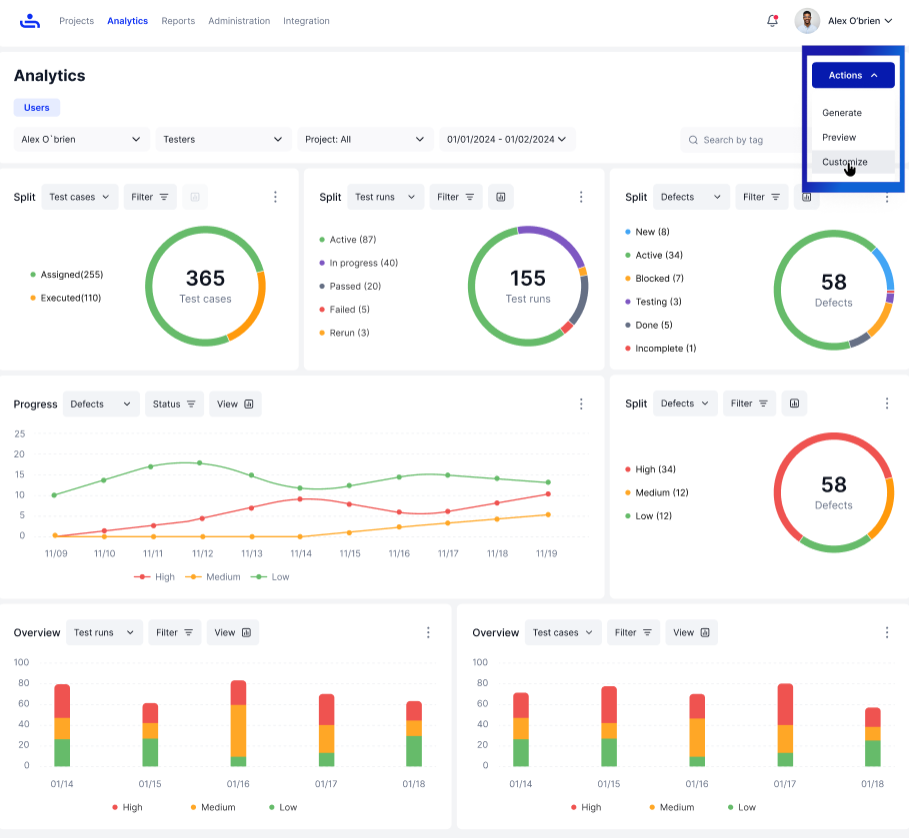 Projects Analytics Reports Administration Integration Alex O'brien
Analytics
Actions
Users
Generate
Preview
Customize
Alex O`brien Testers Project: All 01/01/2024 - 01/02/2024 Search by tag
Split Test cases Filter
Assigned(255)
Executed(110)
365
Test cases
Split Test runs Filter
Active (87)
In progress (40)
Passed (20)
Failed (5)
Rerun (3)
155
Test runs
Split Defects Filter
New (8)
Active (34)
Blocked (7)
Testing (3)
Done (5)
Incomplete (1)
58
Defects
Progress Defects Status View
25
20
15
10
5
0
11/09 11/10 11/11 11/12 11/13 11/14 11/15 11/16 11/17 11/18 11/19
High Medium Low
Split Defects Filter
High (34)
Medium (12)
Low (12)
58
Defects
Overview Test runs Filter View
100
80
60
40
20
0
01/14 01/15 01/16 01/17 01/18
High Medium Low
Overview Test cases Filter View
100
80
60
40
20
0
01/14 01/15 01/16 01/17 01/18
High Medium Low